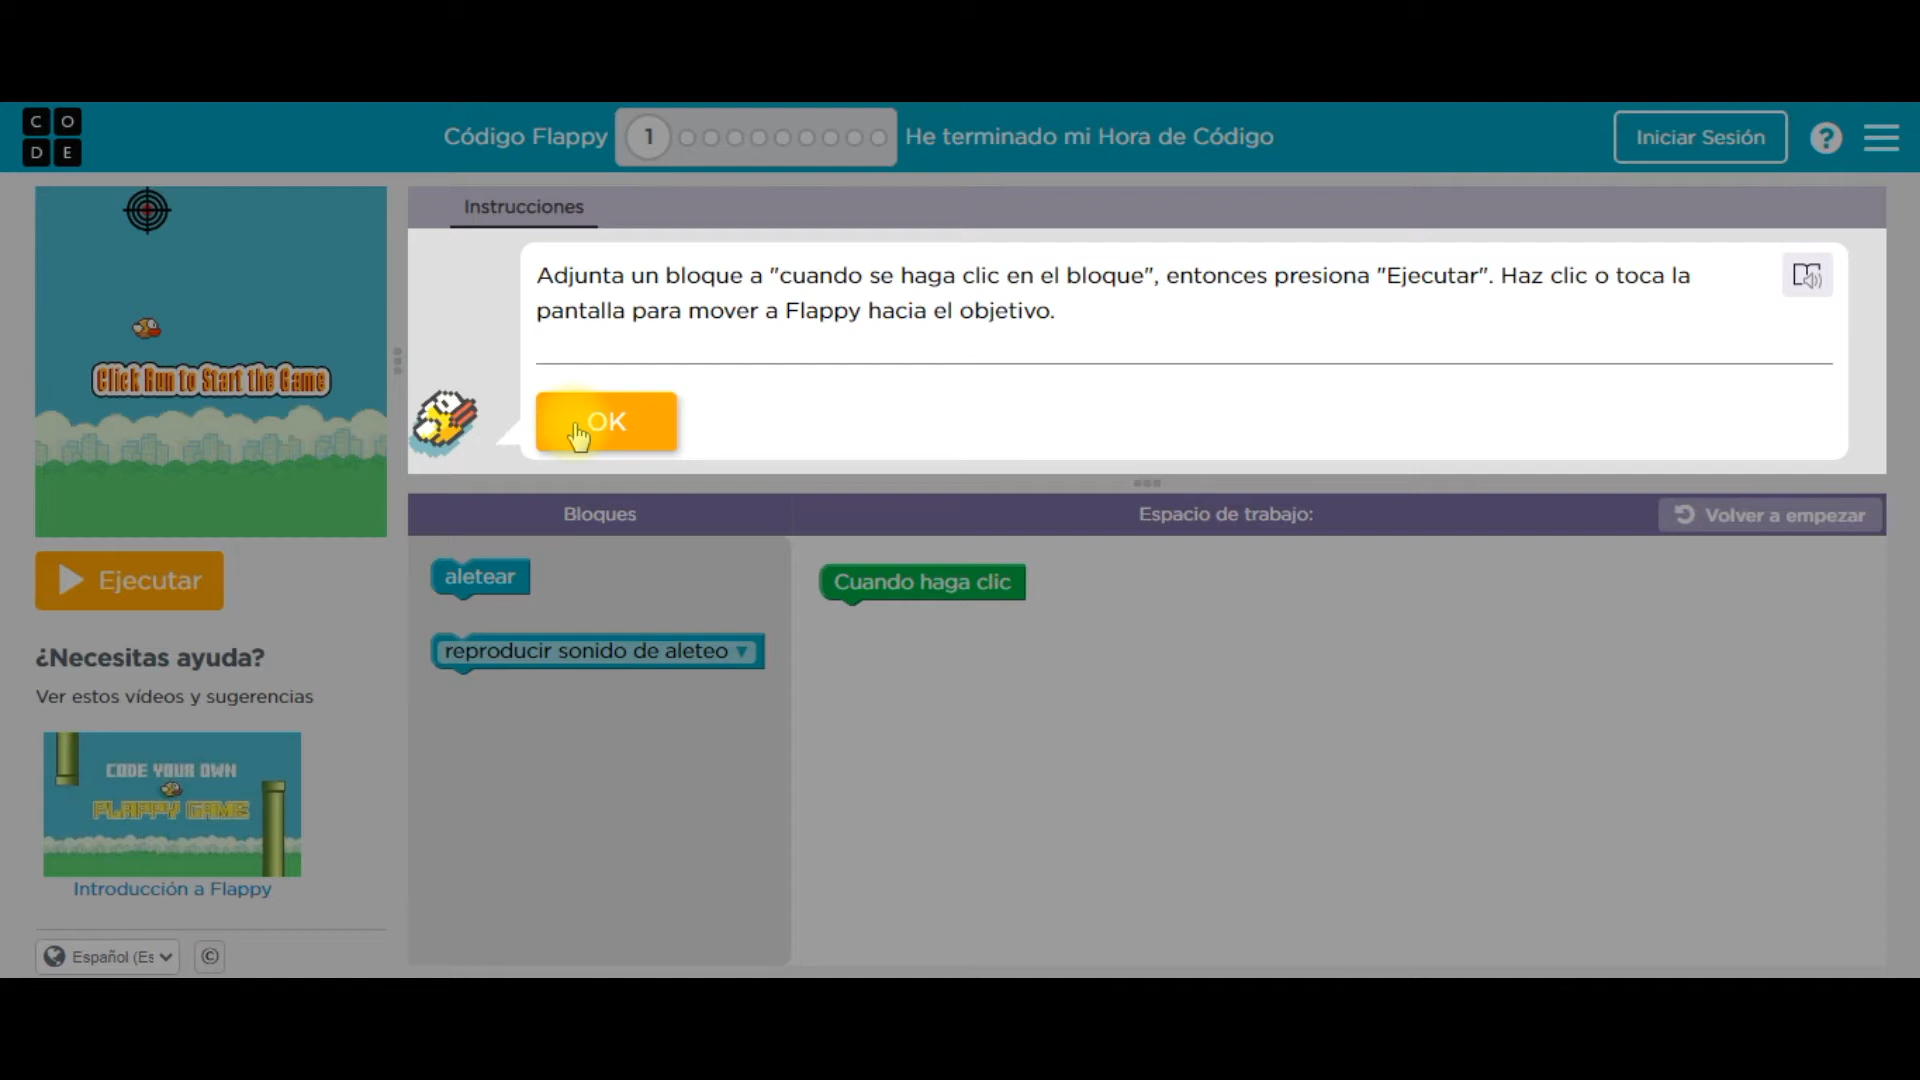 CODE
Código Flappy
1
He terminado mi Hora de Código
Iniciar Sesión
?
Instrucciones
Adjunta un bloque a "cuando se haga clic en el bloque", entonces presiona "Ejecutar". Haz clic o toca la
pantalla para mover a Flappy hacia el objetivo.
OK
Click Run to Start the Game
Ejecutar
Bloques
Espacio de trabajo:
Volver a empezar
aletear
reproducir sonido de aleteo
Cuando haga clic
¿Necesitas ayuda?
Ver estos vídeos y sugerencias
CODE YOUR OWN
FLAPPY GAME
Introducción a Flappy
Español (Es
©